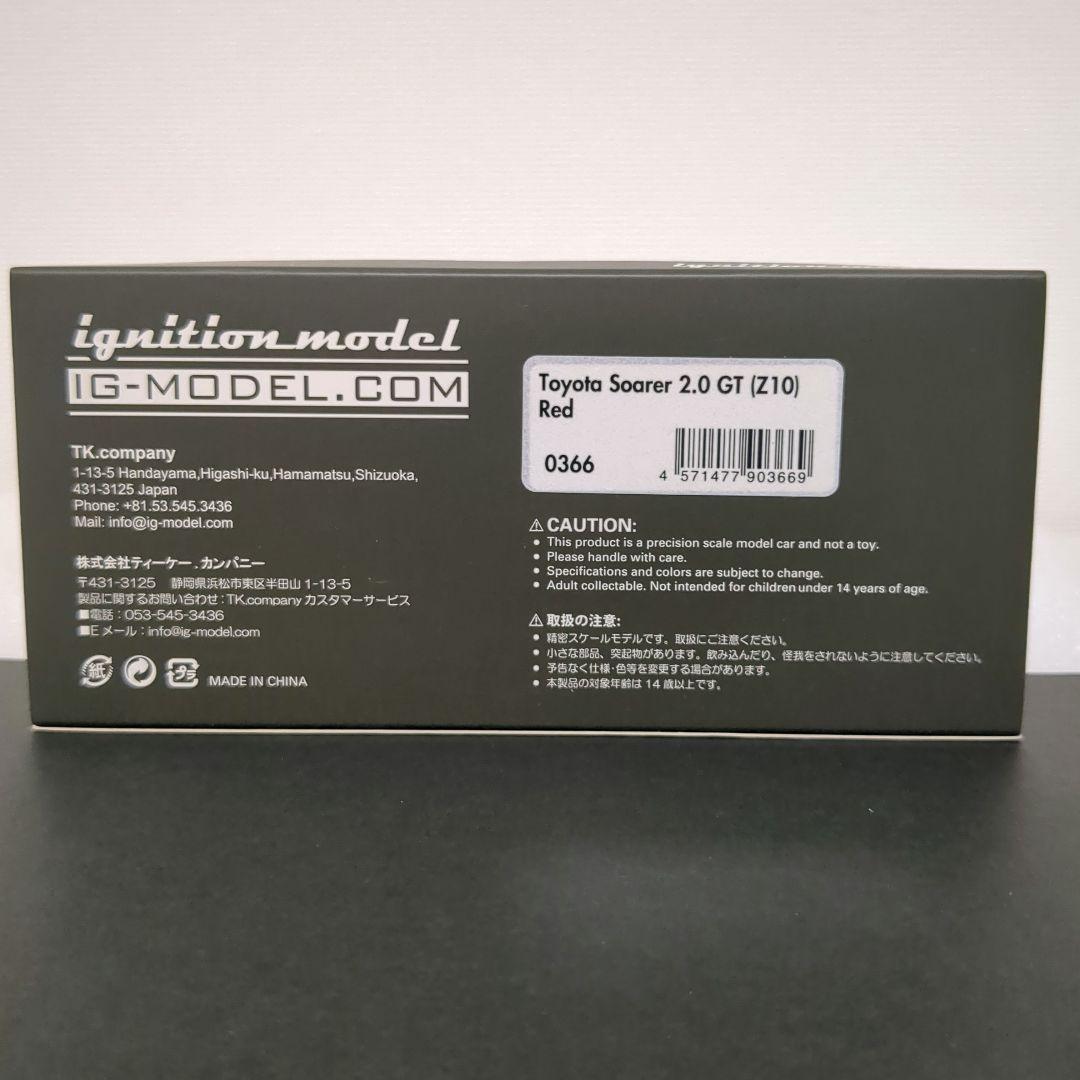 ignition model
IG-MODEL.COM
TK.company
1-13-5 Handayama,Higashi-ku,Hamamatsu,Shizuoka,
431-3125 Japan
Phone: +81.53.545.3436
Mail: info@ig-model.com
株式会社ティーケー.カンパニー
〒431-3125 静岡県浜松市東区半田山 1-13-5
製品に関するお問い合わせ:TK.company カスタマーサービス
■電話:053-545-3436
■Eメール:info@ig-model.com
紙 プラ MADE IN CHINA
Toyota Soarer 2.0 GT (Z10)
Red
0366
4 571477 903669
⚠ CAUTION:
• This product is a precision scale model car and not a toy.
• Please handle with care.
• Specifications and colors are subject to change.
• Adult collectable. Not intended for children under 14 years of age.
⚠ 取扱の注意:
• 精密スケールモデルです。取扱にご注意ください。
• 小さな部品、突起物があります。飲み込んだり、怪我をされないように注意してください。
• 予告なく仕様・色等を変更する場合があります。
• 本製品の対象年齢は 14 歳以上です。